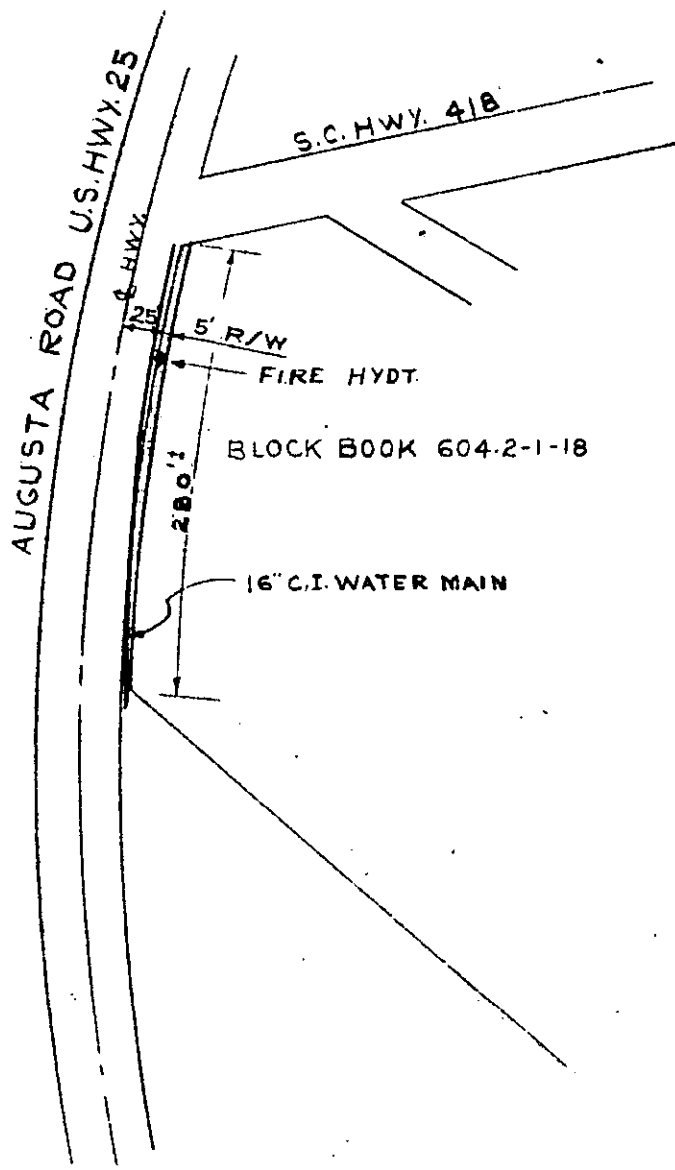 AUGUSTA ROAD U.S. HWY. 25
S.C. HWY. 418
℄ HWY.
25'
5' R/W
FIRE HYDT.
BLOCK BOOK 604.2-1-18
280'±
16" C.I. WATER MAIN